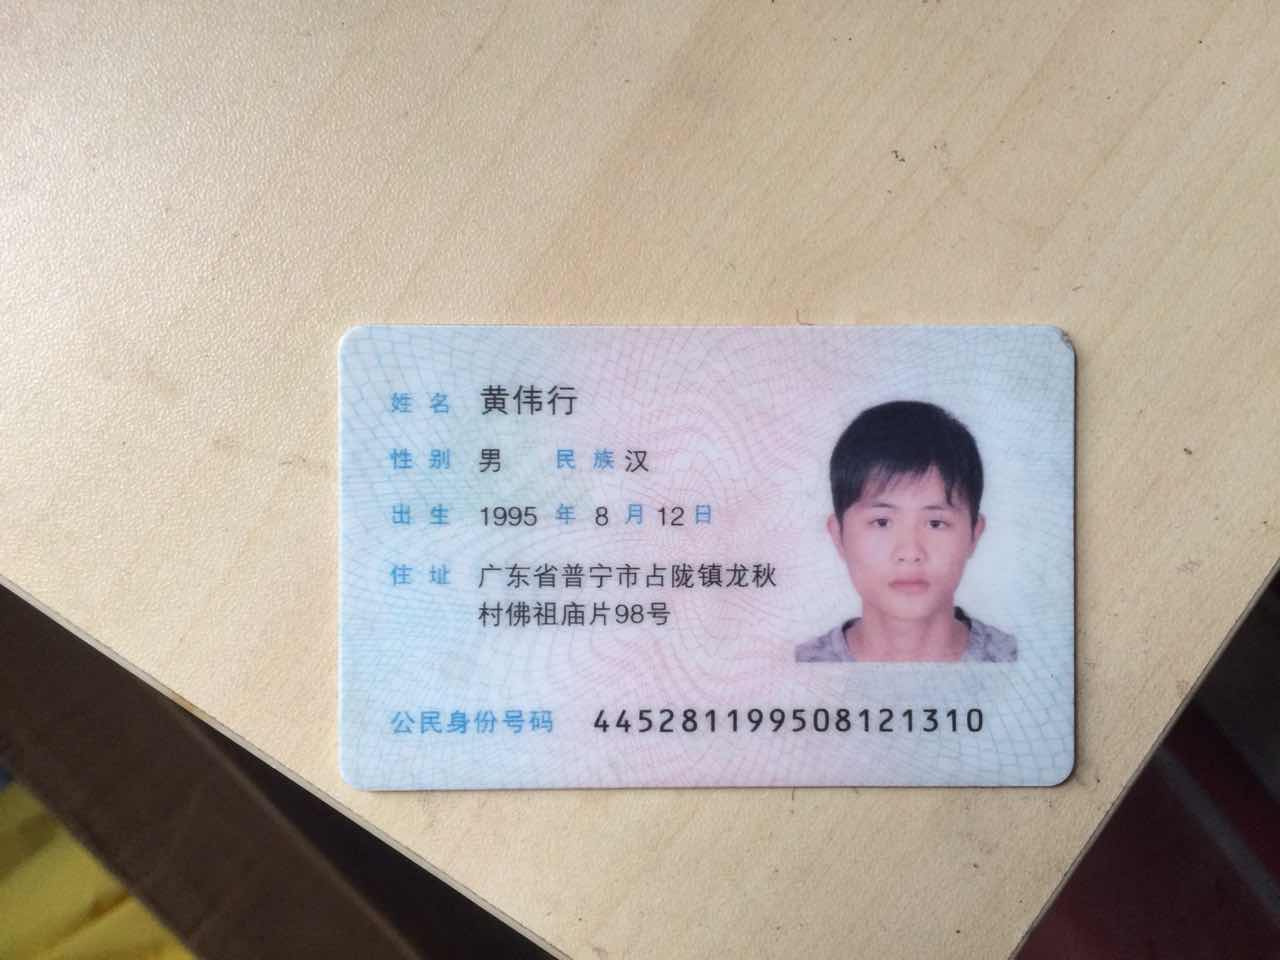 姓名 黄伟行
性别 男 民族 汉
出生 1995 年 8 月 12 日
住址 广东省普宁市占陇镇龙秋
村佛祖庙片98号
公民身份号码 445281199508121310